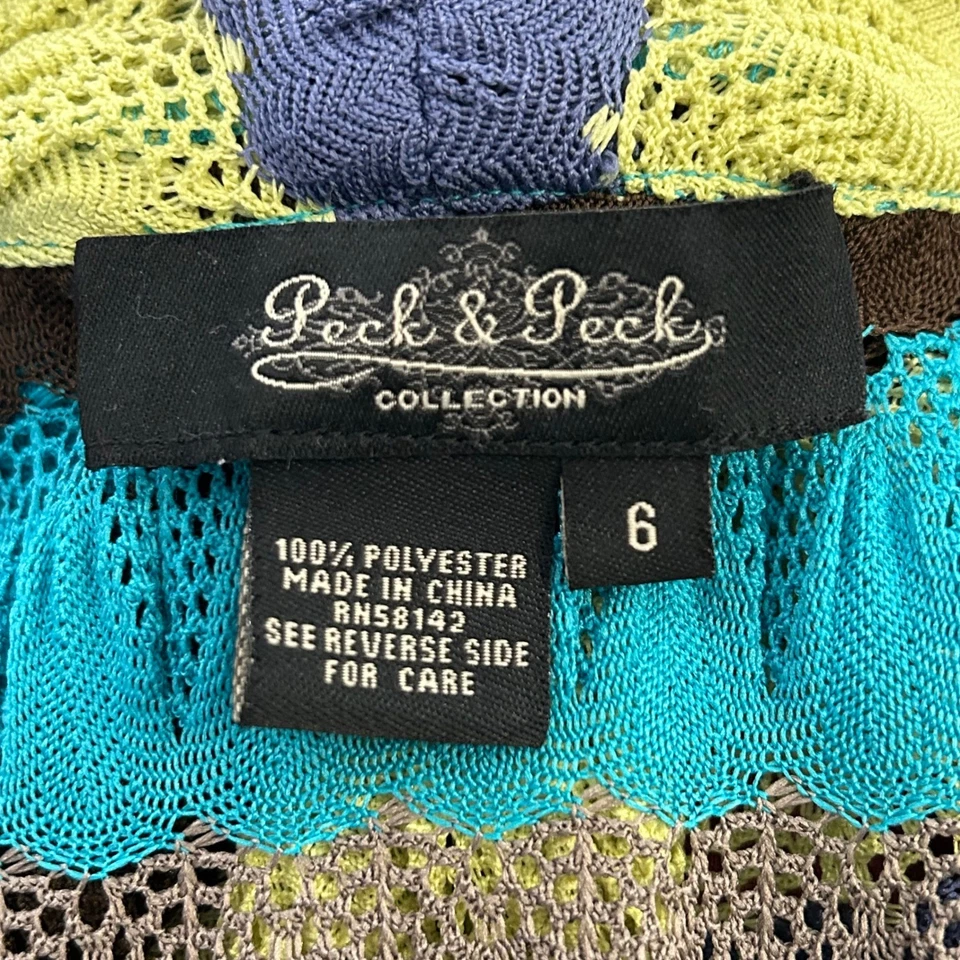 Peck & Peck
COLLECTION
6
100% POLYESTER
MADE IN CHINA
RN58142
SEE REVERSE SIDE
FOR CARE